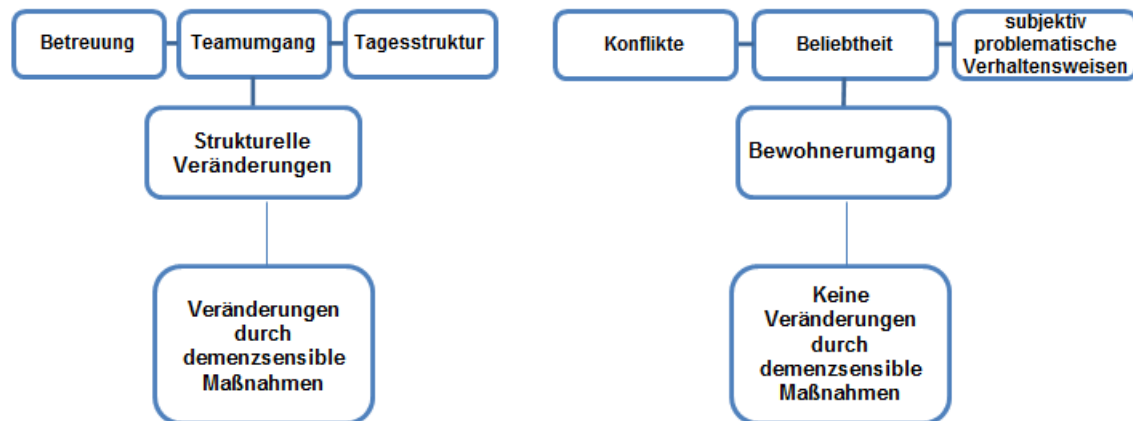 Betreuung
Teamumgang
Tagesstruktur
Strukturelle
Veränderungen
Veränderungen
durch
demenzsensible
Maßnahmen
Konflikte
Beliebtheit
subjektiv
problematische
Verhaltensweisen
Bewohnerumgang
Keine
Veränderungen
durch
demenzsensible
Maßnahmen